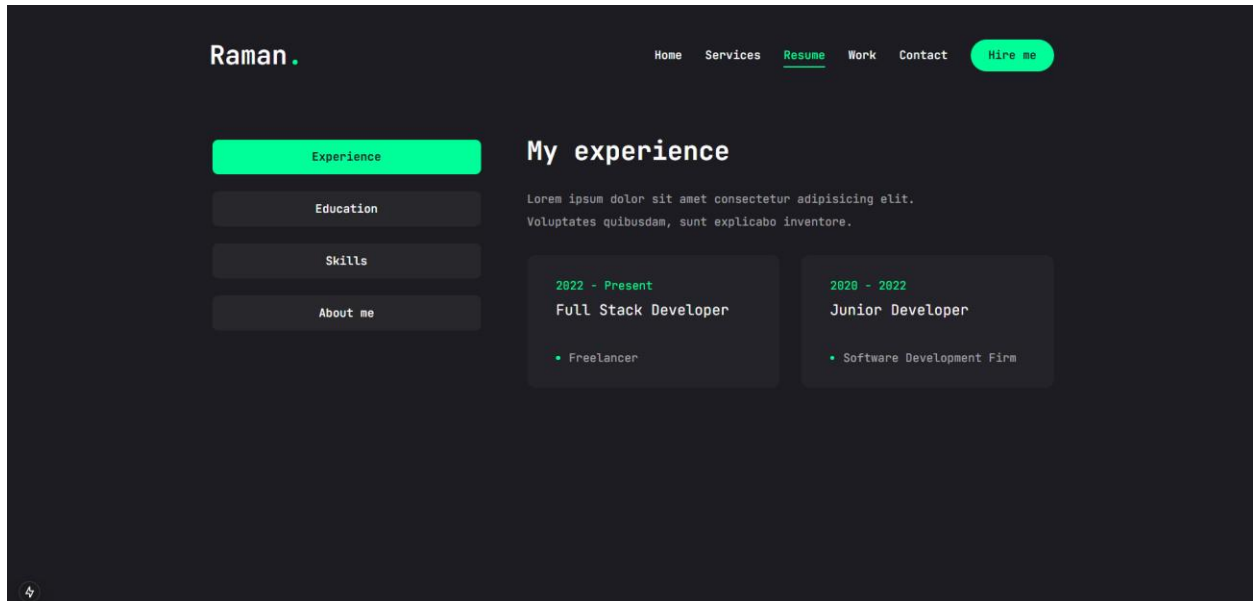 Raman.
Home Services Resume Work Contact Hire me
Experience
Education
Skills
About me
My experience
Lorem ipsum dolor sit amet consectetur adipisicing elit.
Voluptates quibusdam, sunt explicabo inventore.
2022 - Present
Full Stack Developer
• Freelancer
2020 - 2022
Junior Developer
• Software Development Firm